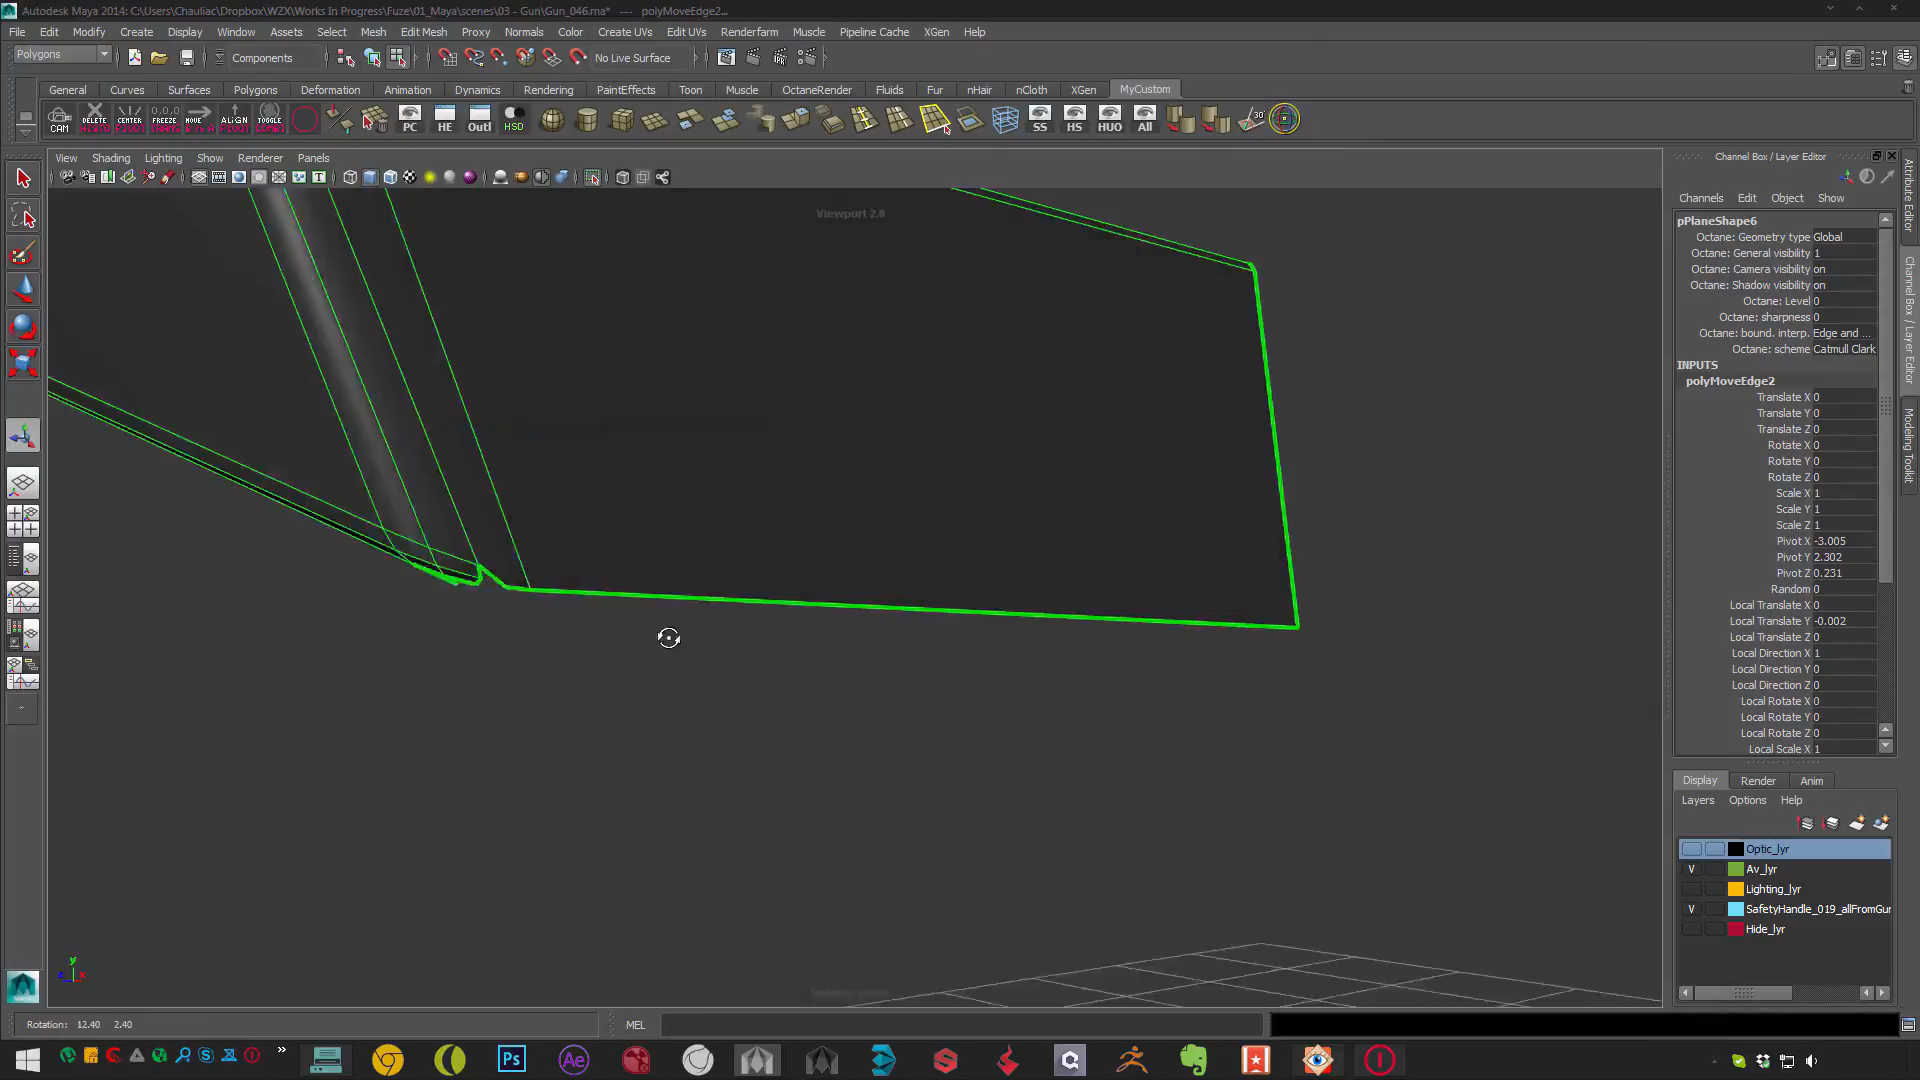 Autodesk Maya 2014: C:\Users\Chauliac\Dropbox\WZX\Works In Progress\Fuze\01_Maya\scenes\03 - Gun\Gun_046.ma* --- polyMoveEdge2...
File Edit Modify Create Display Window Assets Select Mesh Edit Mesh Proxy Normals Color Create UVs Edit UVs Renderfarm Muscle Pipeline Cache XGen Help
Polygons Components No Live Surface
General Curves Surfaces Polygons Deformation Animation Dynamics Rendering PaintEffects Toon Muscle OctaneRender Fluids Fur nHair nCloth XGen MyCustom
CAM PC HE Outl HSD SS HS HUO All 30
View Shading Lighting Show Renderer Panels
Viewport 2.0
Channel Box / Layer Editor
Channels Edit Object Show
pPlaneShape6
Octane: Geometry type Global
Octane: General visibility 1
Octane: Camera visibility on
Octane: Shadow visibility on
Octane: Level 0
Octane: sharpness 0
Octane: bound. interp. Edge and ...
Octane: scheme Catmull Clark
INPUTS
polyMoveEdge2
Translate X 0
Translate Y 0
Translate Z 0
Rotate X 0
Rotate Y 0
Rotate Z 0
Scale X 1
Scale Y 1
Scale Z 1
Pivot X -3.005
Pivot Y 2.302
Pivot Z 0.231
Random 0
Local Translate X 0
Local Translate Y -0.002
Local Translate Z 0
Local Direction X 1
Local Direction Y 0
Local Direction Z 0
Local Rotate X 0
Local Rotate Y 0
Local Rotate Z 0
Local Scale X 1
Display Render Anim
Layers Options Help
Optic_lyr
V Av_lyr
Lighting_lyr
V SafetyHandle_019_allFromGur
Hide_lyr
Attribute Editor
Channel Box / Layer Editor
Modeling Toolkit
y
z x
Rotation: 12.40 2.40
MEL
Ps Ae